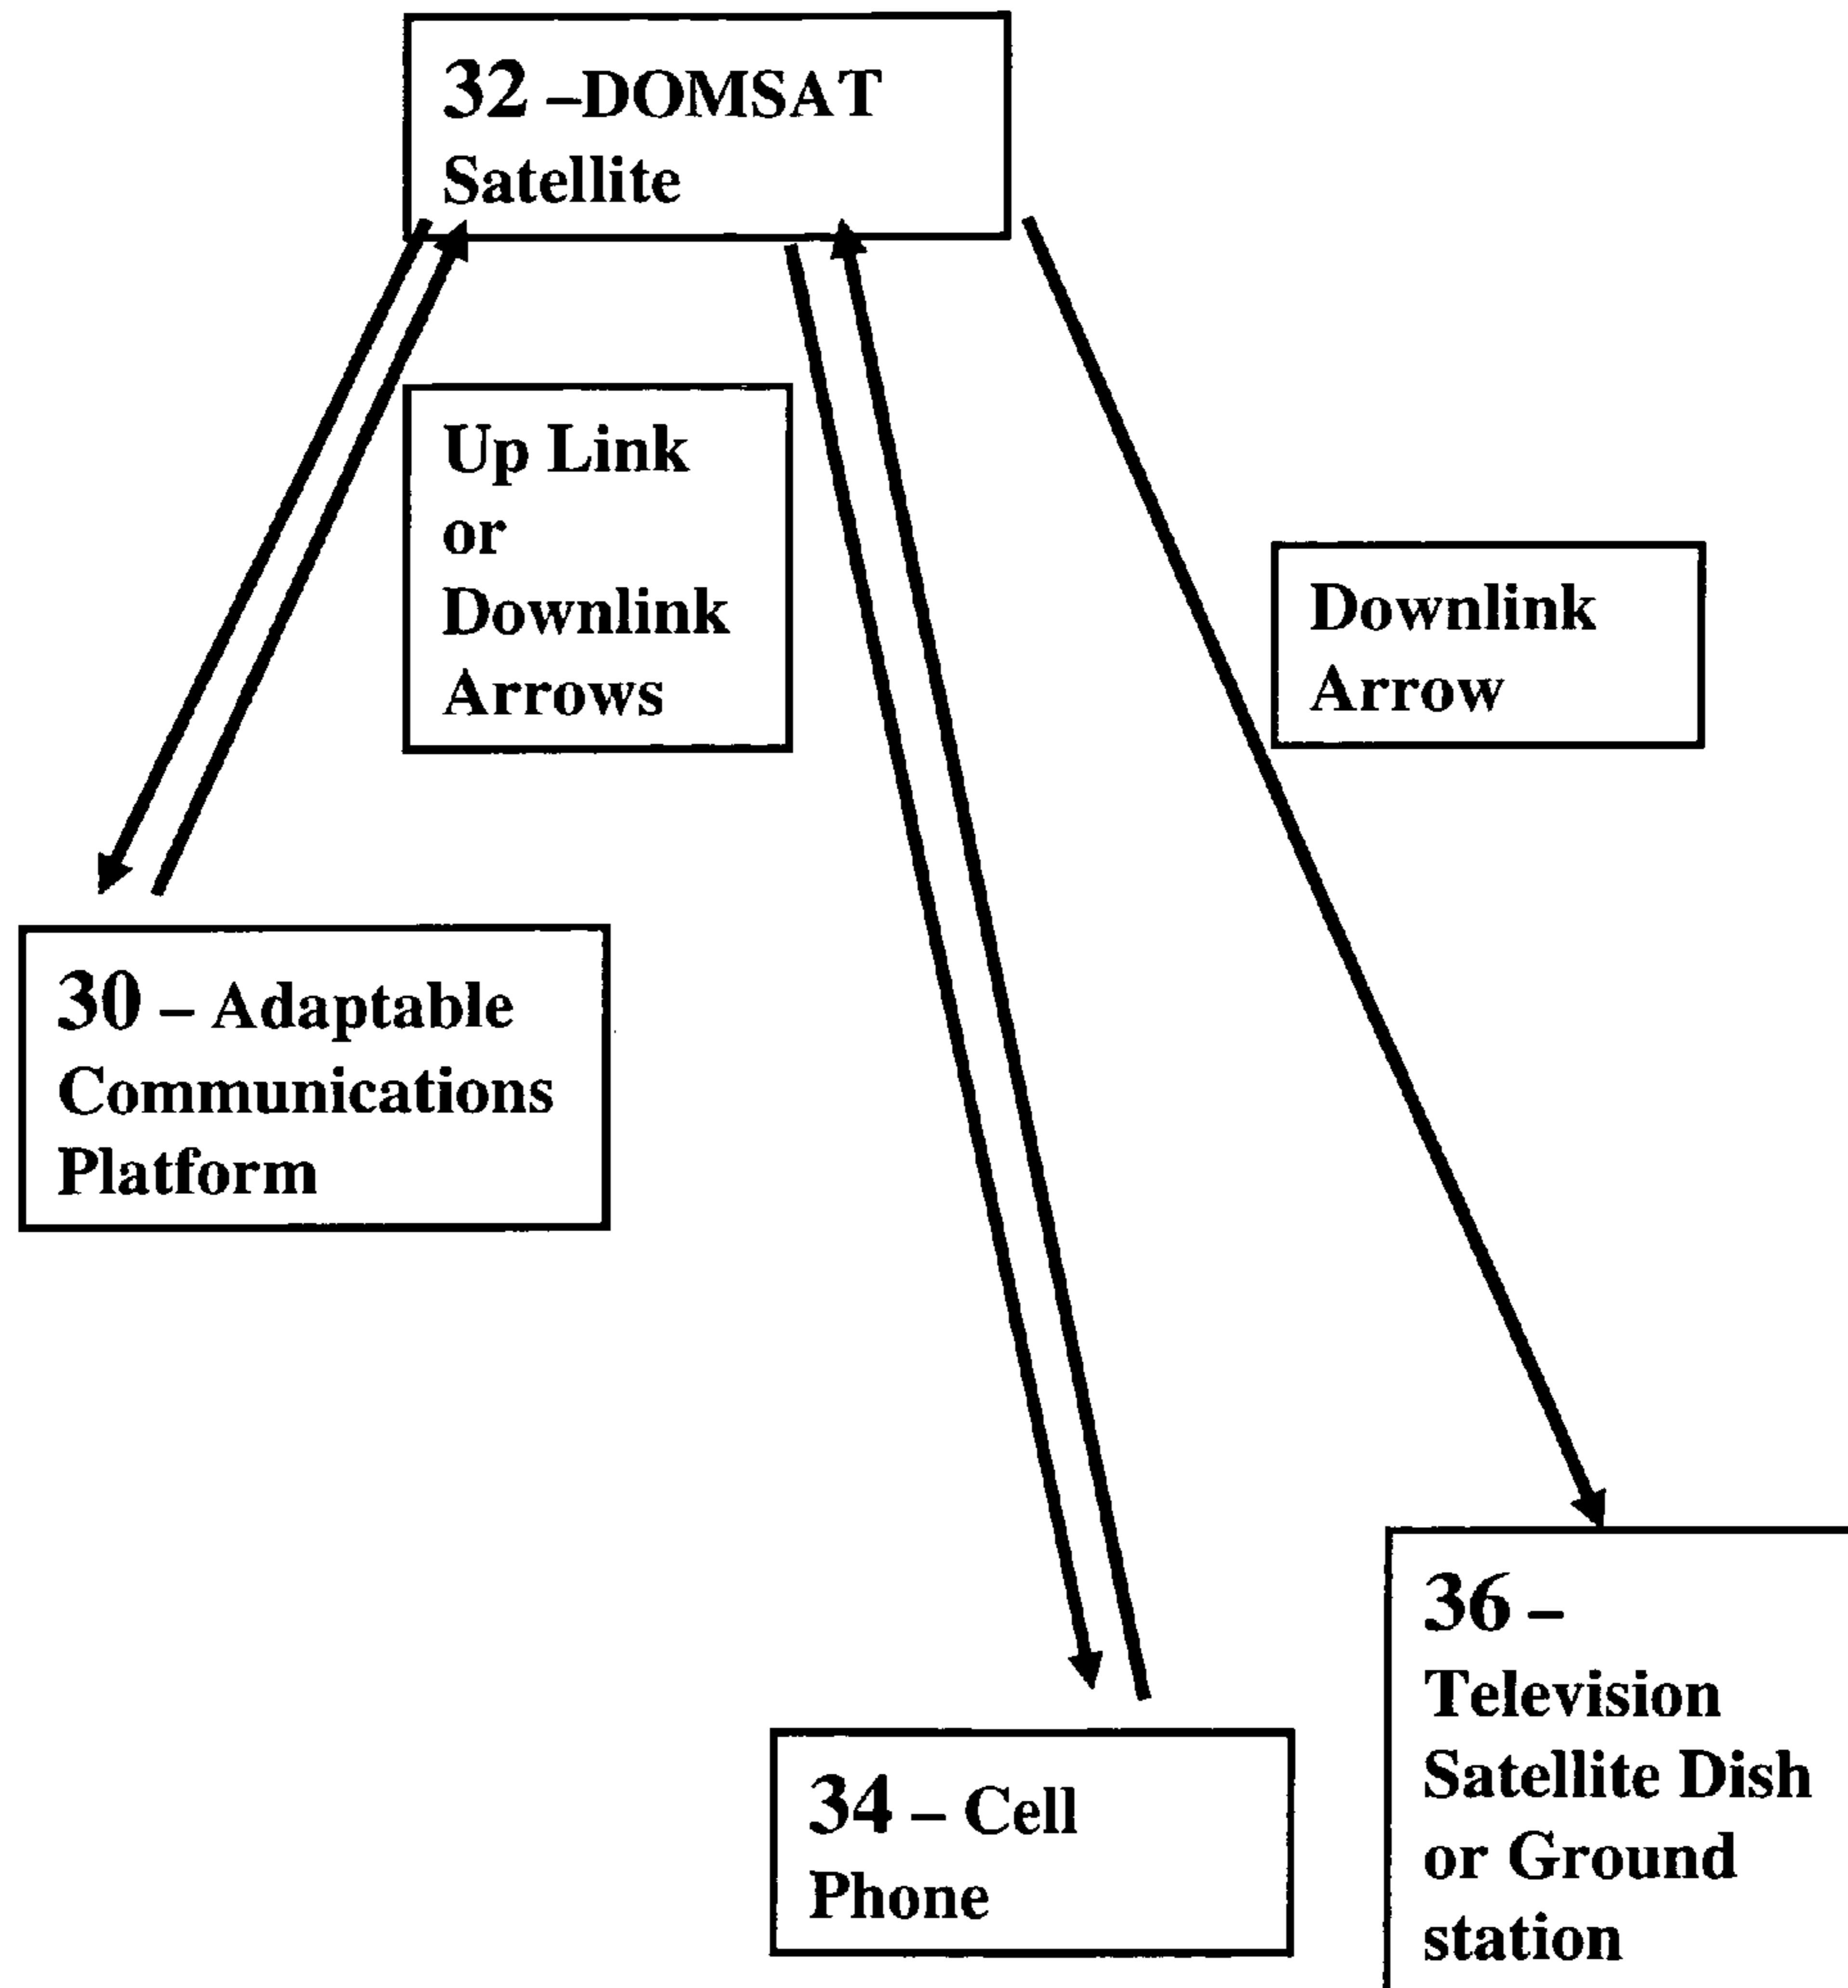 32 –DOMSAT
Satellite
Up Link
or
Downlink
Arrows
Downlink
Arrow
30 – Adaptable
Communications
Platform
34 – Cell
Phone
36 –
Television
Satellite Dish
or Ground
station